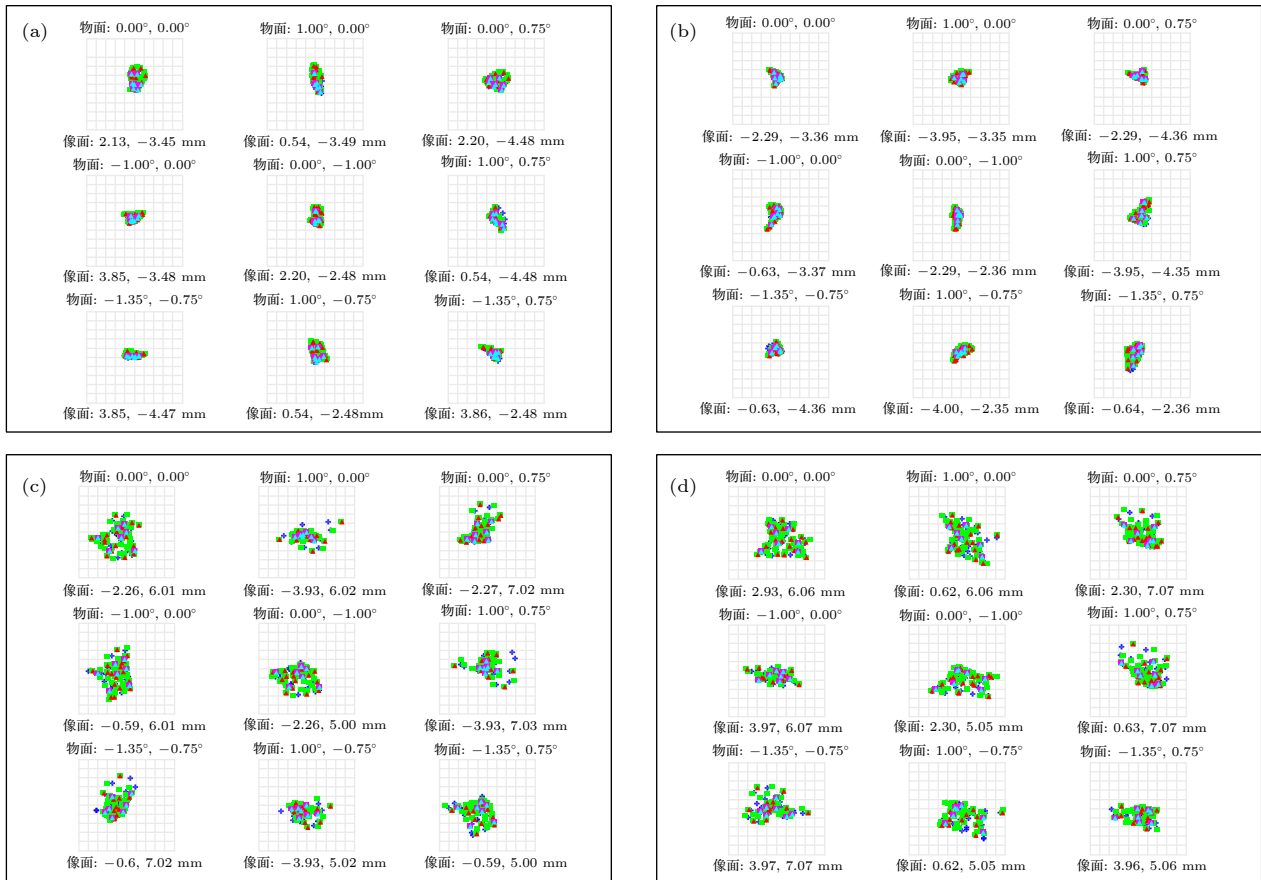 (a)
物面: 0.00°, 0.00° 物面: 1.00°, 0.00° 物面: 0.00°, 0.75°
像面: 2.13, −3.45 mm 像面: 0.54, −3.49 mm 像面: 2.20, −4.48 mm
物面: −1.00°, 0.00° 物面: 0.00°, −1.00° 物面: 1.00°, 0.75°
像面: 3.85, −3.48 mm 像面: 2.20, −2.48 mm 像面: 0.54, −4.48 mm
物面: −1.35°, −0.75° 物面: 1.00°, −0.75° 物面: −1.35°, 0.75°
像面: 3.85, −4.47 mm 像面: 0.54, −2.48mm 像面: 3.86, −2.48 mm
(b)
物面: 0.00°, 0.00° 物面: 1.00°, 0.00° 物面: 0.00°, 0.75°
像面: −2.29, −3.36 mm 像面: −3.95, −3.35 mm 像面: −2.29, −4.36 mm
物面: −1.00°, 0.00° 物面: 0.00°, −1.00° 物面: 1.00°, 0.75°
像面: −0.63, −3.37 mm 像面: −2.29, −2.36 mm 像面: −3.95, −4.35 mm
物面: −1.35°, −0.75° 物面: 1.00°, −0.75° 物面: −1.35°, 0.75°
像面: −0.63, −4.36 mm 像面: −4.00, −2.35 mm 像面: −0.64, −2.36 mm
(c)
物面: 0.00°, 0.00° 物面: 1.00°, 0.00° 物面: 0.00°, 0.75°
像面: −2.26, 6.01 mm 像面: −3.93, 6.02 mm 像面: −2.27, 7.02 mm
物面: −1.00°, 0.00° 物面: 0.00°, −1.00° 物面: 1.00°, 0.75°
像面: −0.59, 6.01 mm 像面: −2.26, 5.00 mm 像面: −3.93, 7.03 mm
物面: −1.35°, −0.75° 物面: 1.00°, −0.75° 物面: −1.35°, 0.75°
像面: −0.6, 7.02 mm 像面: −3.93, 5.02 mm 像面: −0.59, 5.00 mm
(d)
物面: 0.00°, 0.00° 物面: 1.00°, 0.00° 物面: 0.00°, 0.75°
像面: 2.93, 6.06 mm 像面: 0.62, 6.06 mm 像面: 2.30, 7.07 mm
物面: −1.00°, 0.00° 物面: 0.00°, −1.00° 物面: 1.00°, 0.75°
像面: 3.97, 6.07 mm 像面: 2.30, 5.05 mm 像面: 0.63, 7.07 mm
物面: −1.35°, −0.75° 物面: 1.00°, −0.75° 物面: −1.35°, 0.75°
像面: 3.97, 7.07 mm 像面: 0.62, 5.05 mm 像面: 3.96, 5.06 mm